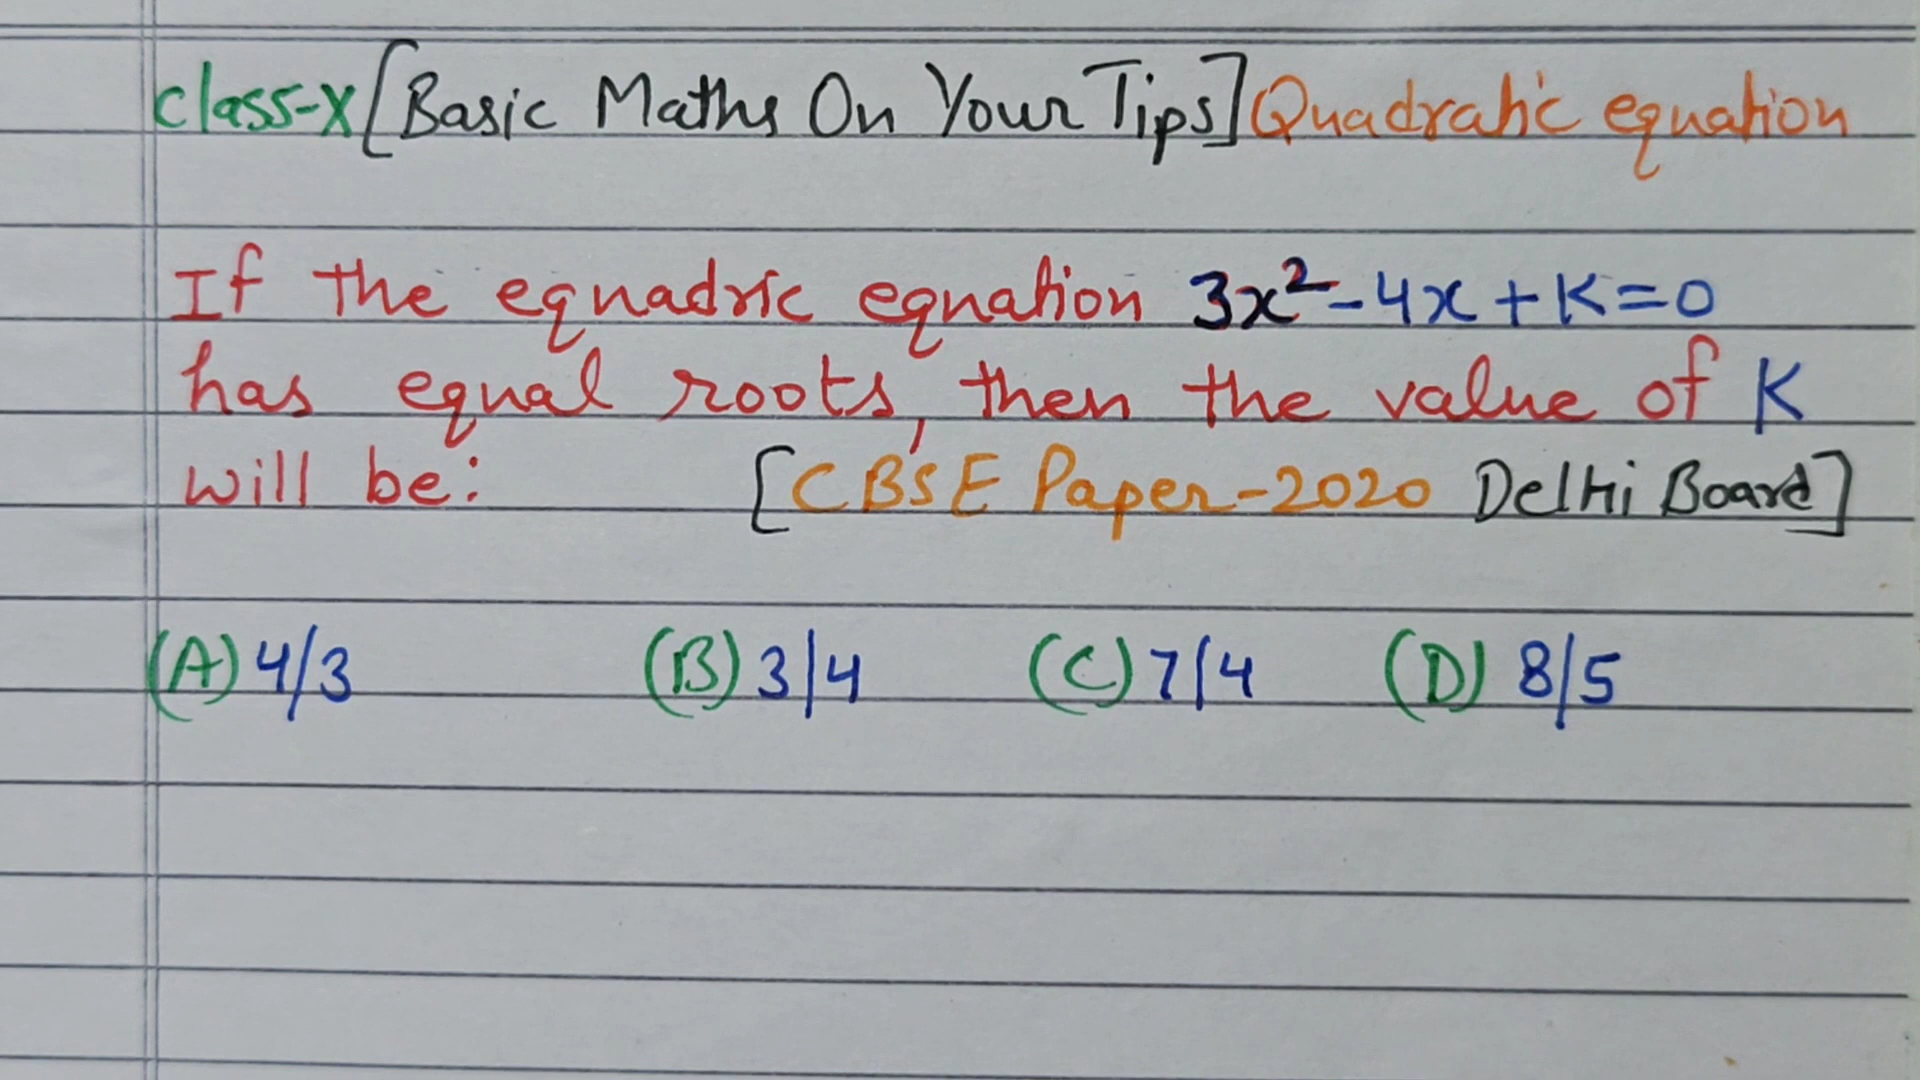 class-X [Basic Maths On Your Tips] Quadratic equation
If the equadric equation 3x²-4x+K=0
has equal roots, then the value of K
will be: [CBSE Paper-2020 Delhi Board]
(A) 4/3 (B) 3/4 (C) 7/4 (D) 8/5